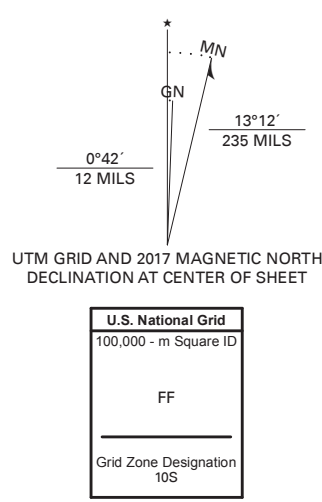 ★
MN
GN
13°12´
235 MILS
0°42´
12 MILS
UTM GRID AND 2017 MAGNETIC NORTH
DECLINATION AT CENTER OF SHEET
U.S. National Grid
100,000 - m Square ID
FF
Grid Zone Designation
10S